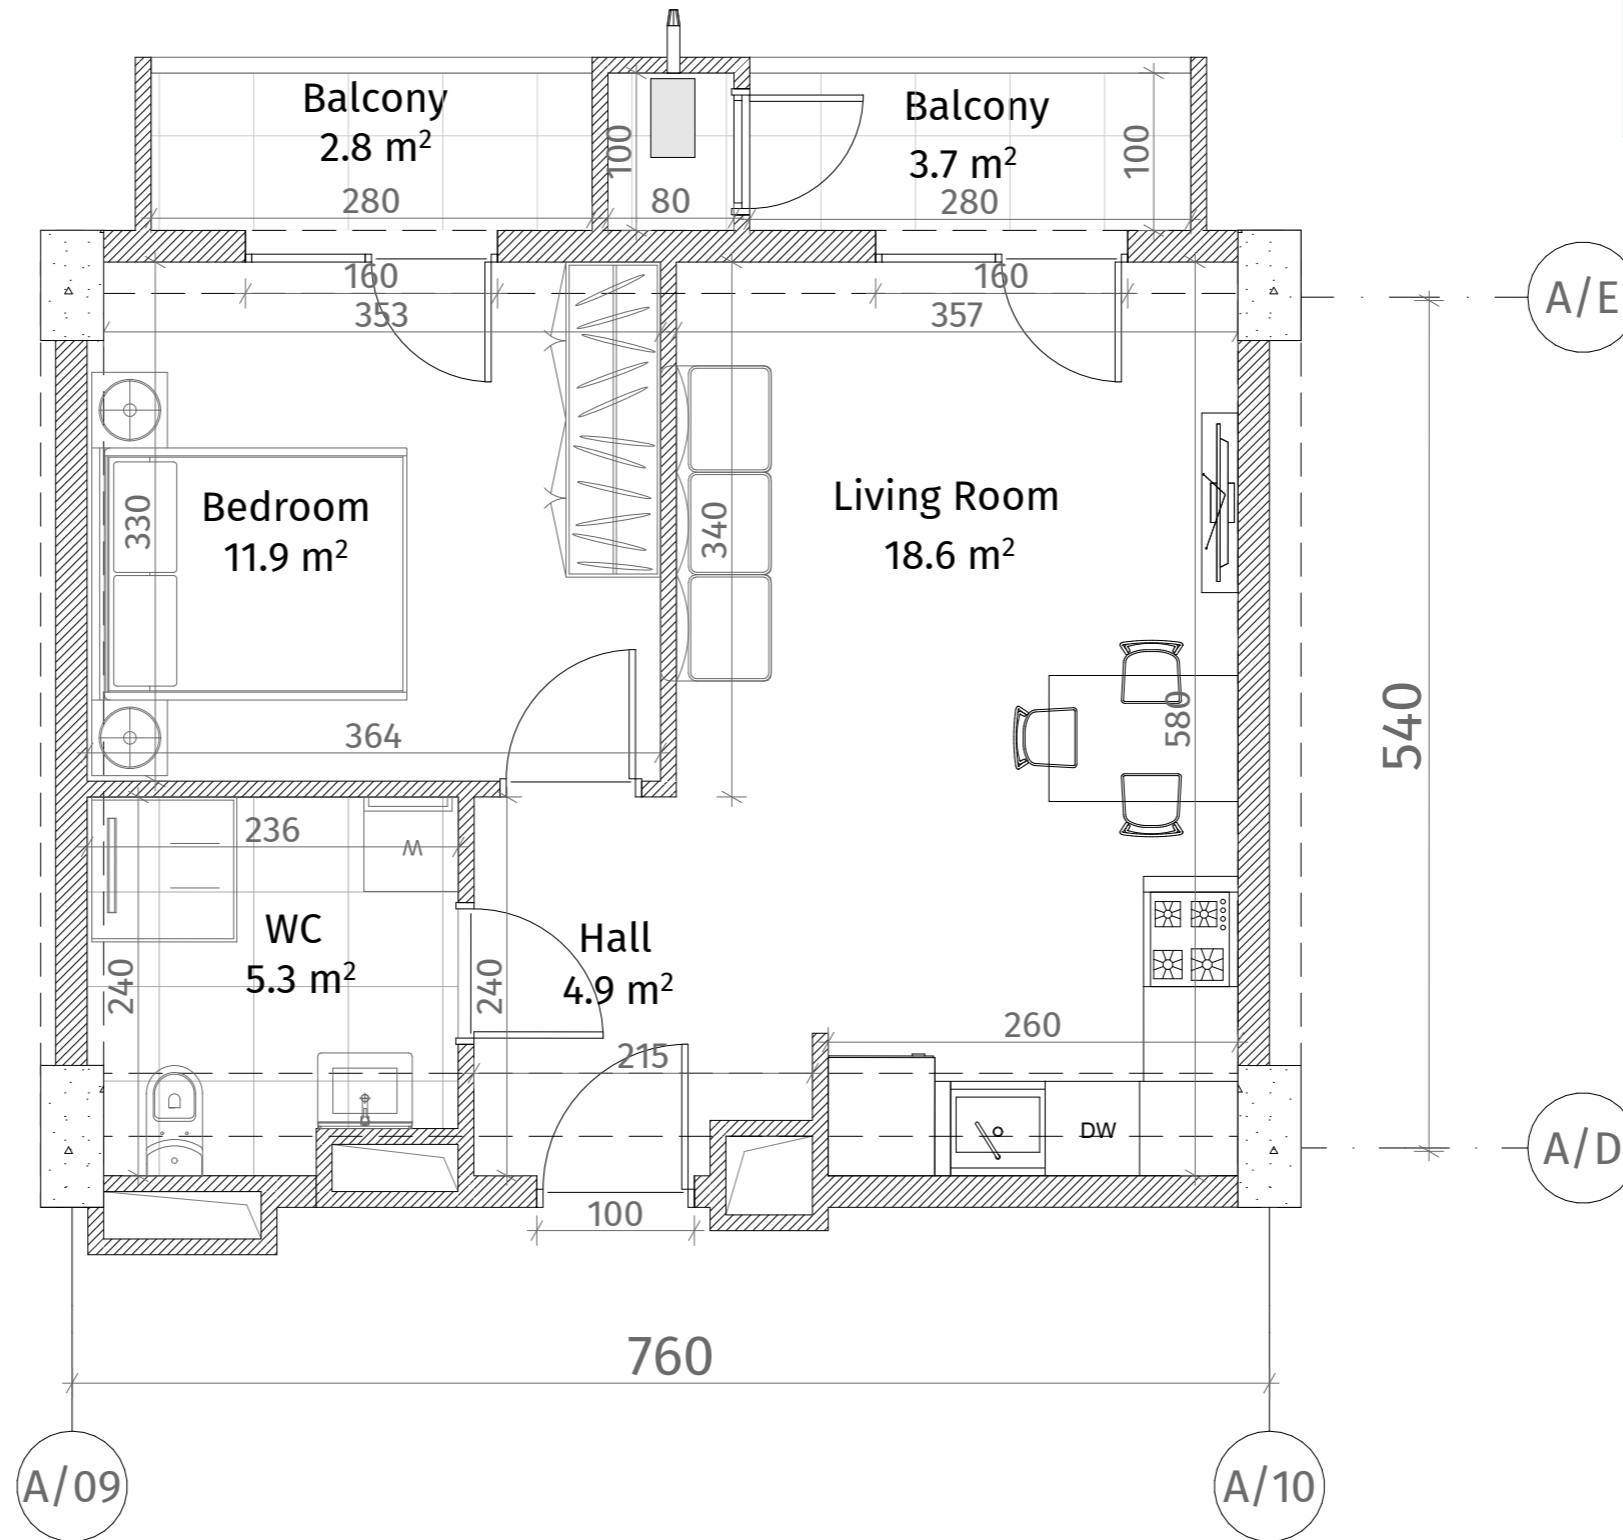 Balcony
2.8 m²
Balcony
3.7 m²
100
100
280
80
280
160
160
353
357
A/E
Bedroom
11.9 m²
330
Living Room
18.6 m²
340
364
580
540
236
W
WC
5.3 m²
Hall
4.9 m²
240
240
260
215
DW
A/D
100
760
A/09
A/10